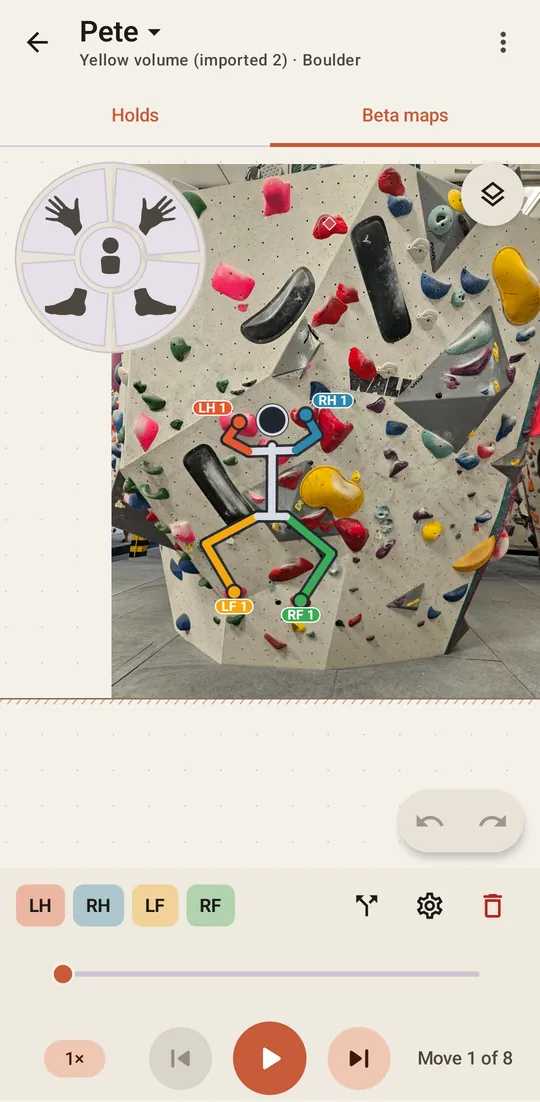 Pete
Yellow volume (imported 2) · Boulder
Holds
Beta maps
LH 1
RH 1
LF 1
RF 1
LH
RH
LF
RF
1×
Move 1 of 8